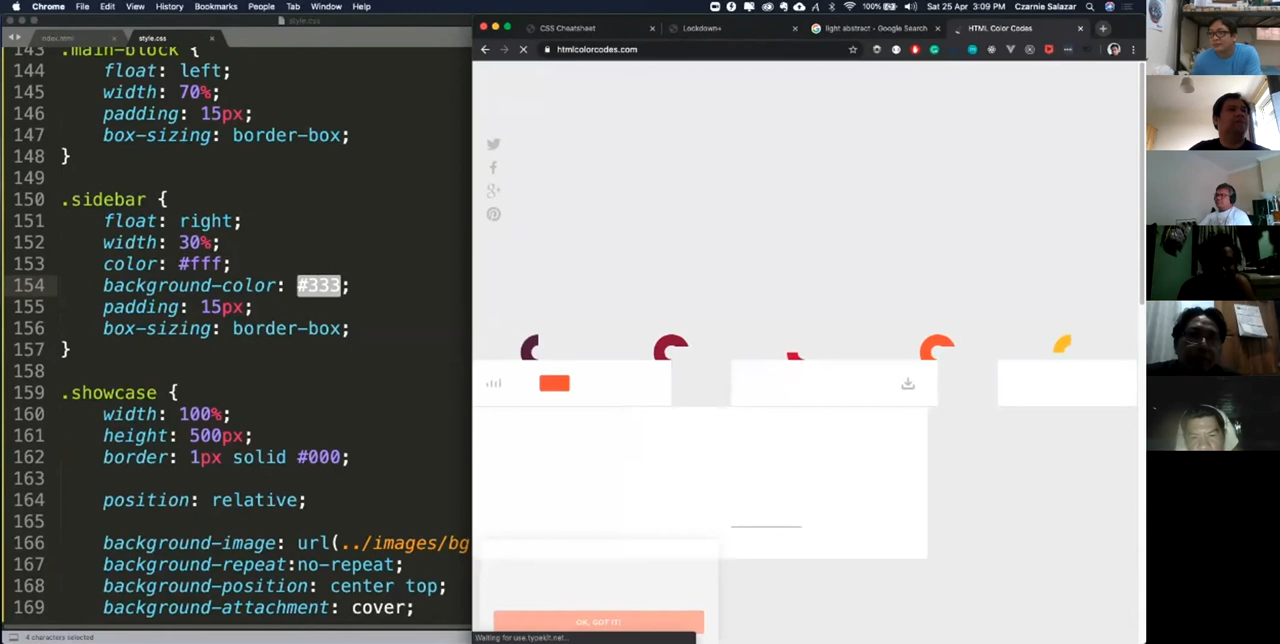 Chrome File Edit View History Bookmarks People Tab Window Help
100% Sat 25 Apr 3:09 PM Czarnie Salazar
style.css
index.html style.css
CSS Cheatsheet Lockdown+ light abstract - Google Search HTML Color Codes
htmlcolorcodes.com
143 .main-block {
144 float: left;
145 width: 70%;
146 padding: 15px;
147 box-sizing: border-box;
148 }
149
150 .sidebar {
151 float: right;
152 width: 30%;
153 color: #fff;
154 background-color: #333;
155 padding: 15px;
156 box-sizing: border-box;
157 }
158
159 .showcase {
160 width: 100%;
161 height: 500px;
162 border: 1px solid #000;
163
164 position: relative;
165
166 background-image: url(../images/bg
167 background-repeat:no-repeat;
168 background-position: center top;
169 background-attachment: cover;
OK, GOT IT!
4 characters selected
Waiting for use.typekit.net...